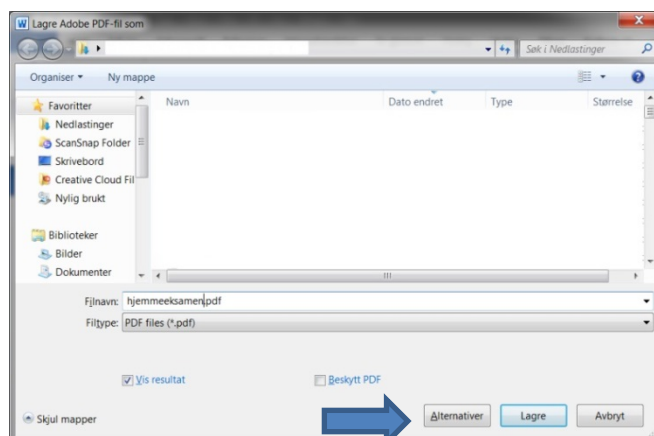 Lagre Adobe PDF-fil som
Søk i Nedlastinger
Organiser Ny mappe
Favoritter
Nedlastinger
ScanSnap Folder
Skrivebord
Creative Cloud Fil
Nylig brukt
Biblioteker
Bilder
Dokumenter
Navn Dato endret Type Størrelse
Filnavn: hjemmeeksamen.pdf
Filtype: PDF files (*.pdf)
Vis resultat Beskytt PDF
Skjul mapper Alternativer Lagre Avbryt